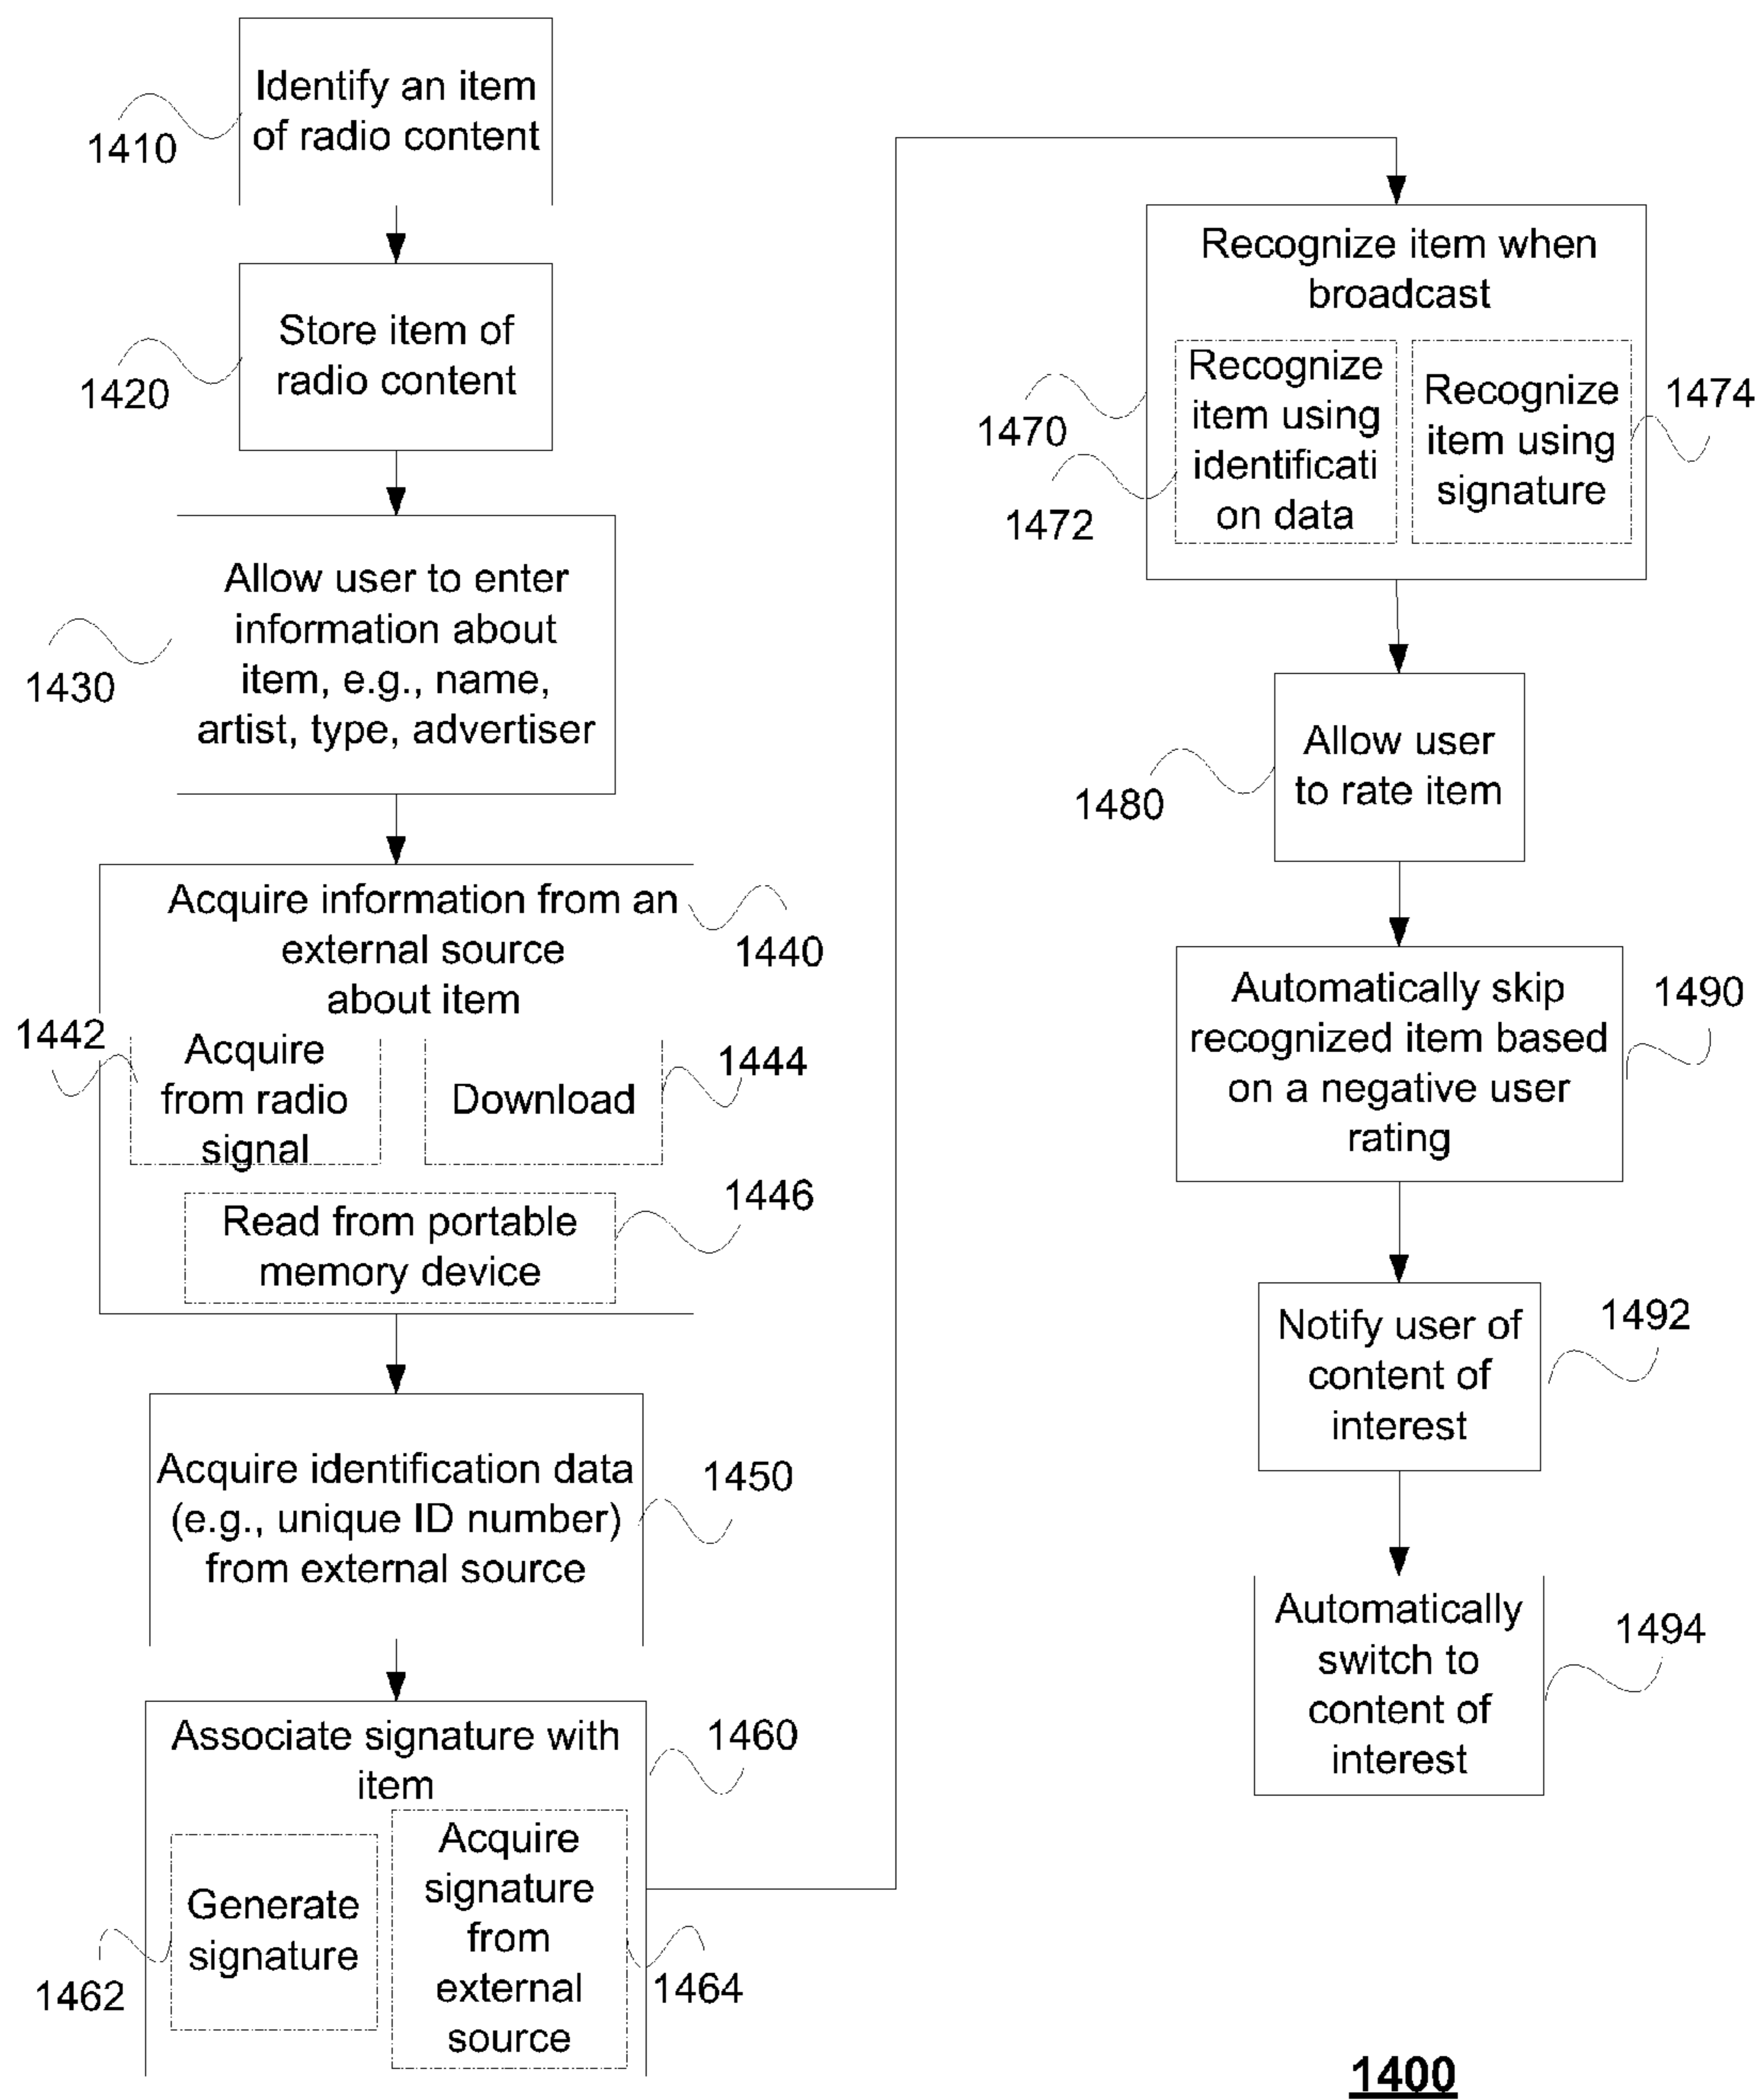 Identify an item
of radio content
1410
Store item of
radio content
1420
Allow user to enter
information about
item, e.g., name,
artist, type, advertiser
1430
Acquire information from an
external source
about item
1440
1442
Acquire
from radio
signal
Download
1444
Read from portable
memory device
1446
Acquire identification data
(e.g., unique ID number)
from external source
1450
Associate signature with
item
1460
Generate
signature
1462
Acquire
signature
from
external
source
1464
Recognize item when
broadcast
1470
Recognize
item using
identificati
on data
1472
Recognize
item using
signature
1474
Allow user
to rate item
1480
Automatically skip
recognized item based
on a negative user
rating
1490
Notify user of
content of
interest
1492
Automatically
switch to
content of
interest
1494
1400